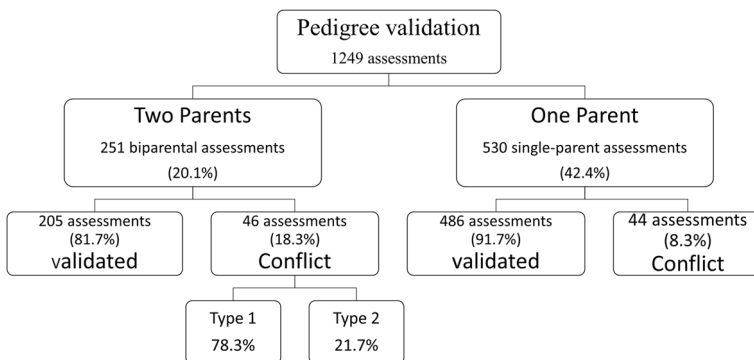 Pedigree validation
1249 assessments
Two Parents
251 biparental assessments
(20.1%)
One Parent
530 single-parent assessments
(42.4%)
205 assessments
(81.7%)
validated
46 assessments
(18.3%)
Conflict
486 assessments
(91.7%)
validated
44 assessments
(8.3%)
Conflict
Type 1
78.3%
Type 2
21.7%